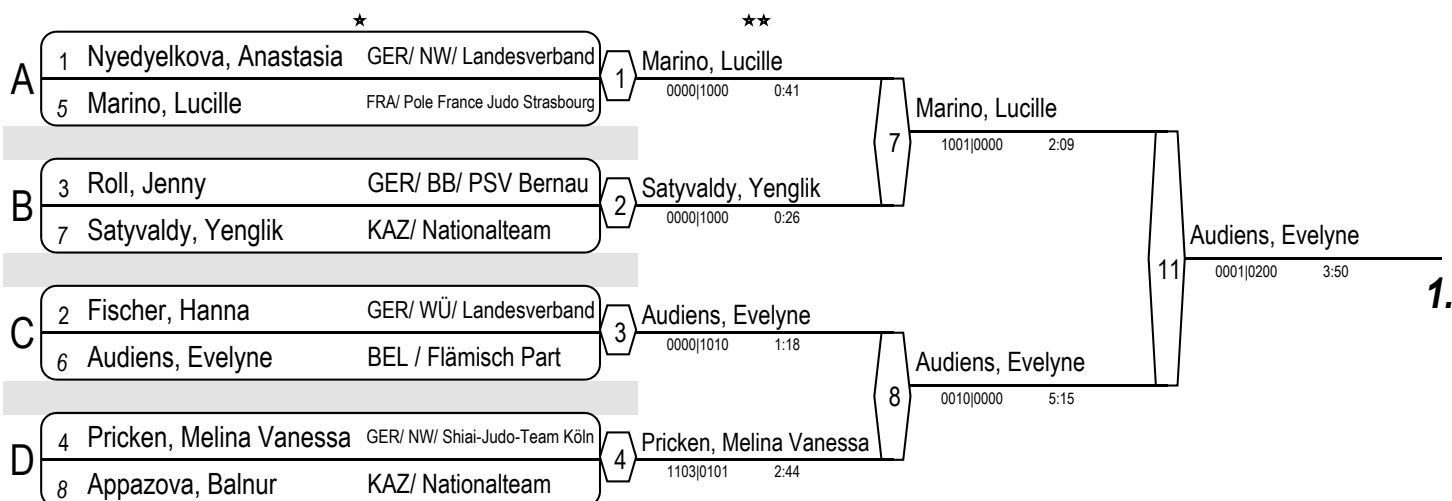 ★ ★★
A
1 Nyedyelkova, Anastasia GER/ NW/ Landesverband
5 Marino, Lucille FRA/ Pole France Judo Strasbourg
1
Marino, Lucille
0000|1000 0:41
B
3 Roll, Jenny GER/ BB/ PSV Bernau
7 Satyvaldy, Yenglik KAZ/ Nationalteam
2
Satyvaldy, Yenglik
0000|1000 0:26
7
Marino, Lucille
1001|0000 2:09
C
2 Fischer, Hanna GER/ WÜ/ Landesverband
6 Audiens, Evelyne BEL / Flämisch Part
3
Audiens, Evelyne
0000|1010 1:18
D
4 Pricken, Melina Vanessa GER/ NW/ Shiai-Judo-Team Köln
8 Appazova, Balnur KAZ/ Nationalteam
4
Pricken, Melina Vanessa
1103|0101 2:44
8
Audiens, Evelyne
0010|0000 5:15
11
Audiens, Evelyne
0001|0200 3:50
1.